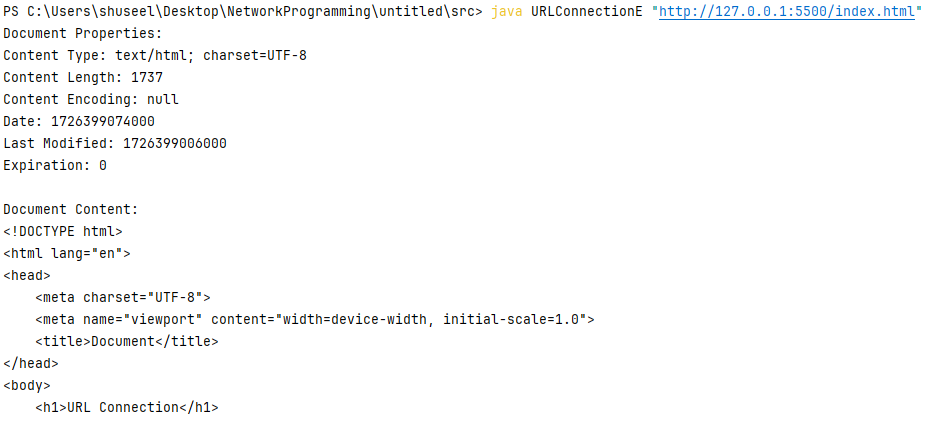 PS C:\Users\shuseel\Desktop\NetworkProgramming\untitled\src> java URLConnectionE "http://127.0.0.1:5500/index.html"
Document Properties:
Content Type: text/html; charset=UTF-8
Content Length: 1737
Content Encoding: null
Date: 1726399074000
Last Modified: 1726399006000
Expiration: 0

Document Content:
<!DOCTYPE html>
<html lang="en">
<head>
    <meta charset="UTF-8">
    <meta name="viewport" content="width=device-width, initial-scale=1.0">
    <title>Document</title>
</head>
<body>
    <h1>URL Connection</h1>